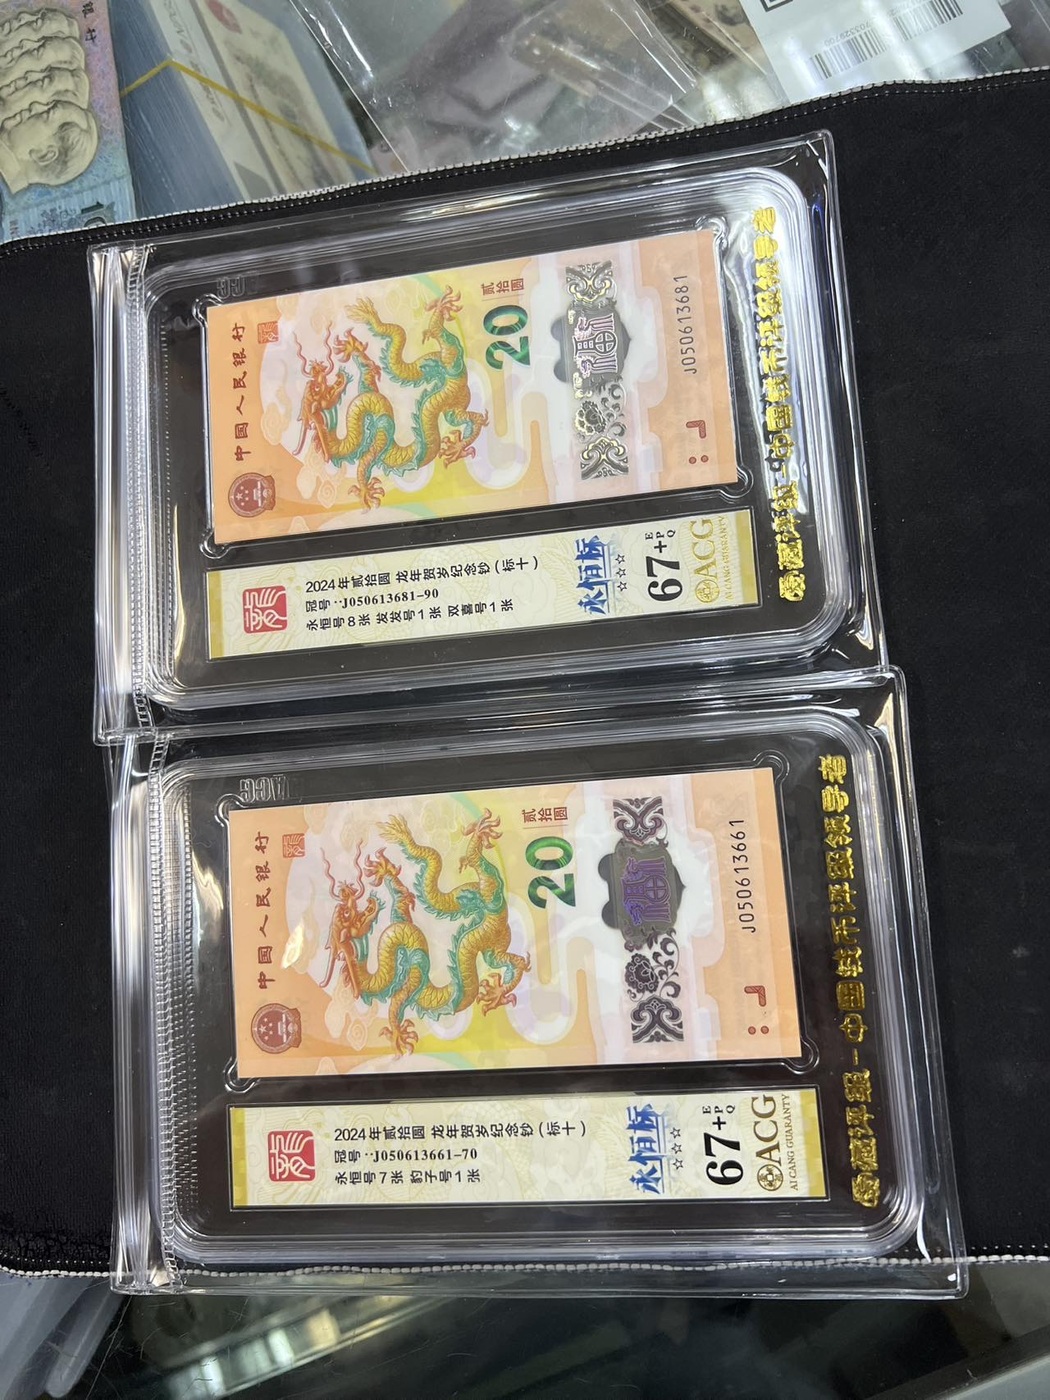 中国人民银行
贰拾圆
20
J050613681
2024年贰拾圆 龙年贺岁纪念钞（标十）
冠号：J050613681-90
永恒号8张 发发号1张 双喜号1张
永恒标
☆☆☆
67+
E
PQ
ACG
AI CANG GUARANTY
爱藏评级-中国钱币评级领导者
中国人民银行
贰拾圆
20
J050613661
2024年贰拾圆 龙年贺岁纪念钞（标十）
冠号：J050613661-70
永恒号7张 豹子号1张
永恒标
☆☆☆
67+
E
PQ
ACG
AI CANG GUARANTY
爱藏评级-中国钱币评级领导者